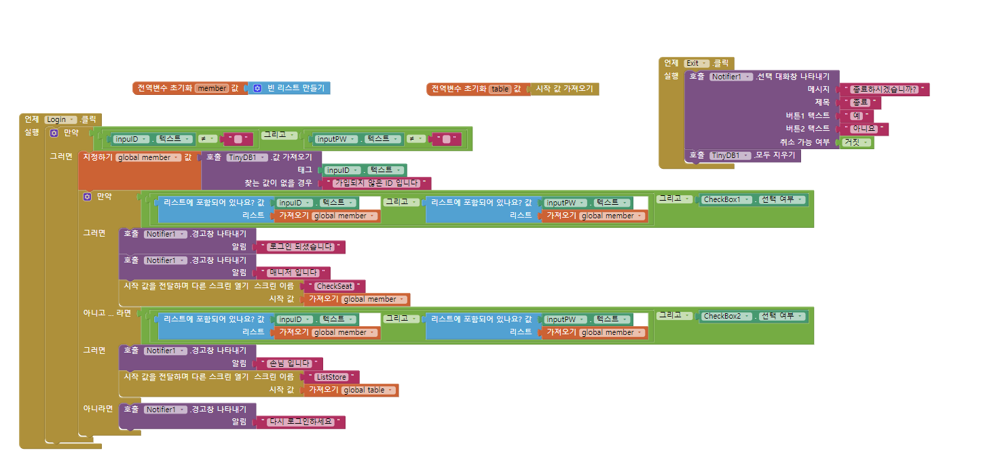 전역변수 초기화 member 값 빈 리스트 만들기
전역변수 초기화 table 값 시작 값 가져오기
언제 Exit .클릭
실행 호출 Notifier1 .선택 대화창 나타내기
메시지 " 종료하시겠습니까? "
제목 " 종료 "
버튼1 텍스트 " 예 "
버튼2 텍스트 " 아니요 "
취소 가능 여부 거짓
호출 TinyDB1 .모두 지우기
언제 Login .클릭
실행 만약 inpuID . 텍스트 ≠ " " 그리고 inputPW . 텍스트 ≠ " "
그러면 지정하기 global member 값 호출 TinyDB1 .값 가져오기
태그 inpuID . 텍스트
찾는 값이 없을 경우 " 가입되지 않은 ID 입니다 "
만약 리스트에 포함되어 있나요? 값 inpuID . 텍스트 그리고 리스트에 포함되어 있나요? 값 inputPW . 텍스트 그리고 CheckBox1 . 선택 여부
리스트 가져오기 global member 리스트 가져오기 global member
그러면 호출 Notifier1 .경고창 나타내기
알림 " 로그인 되셨습니다 "
호출 Notifier1 .경고창 나타내기
알림 " 매니저 입니다 "
시작 값을 전달하며 다른 스크린 열기 스크린 이름 " CheckSeat "
시작 값 가져오기 global member
아니고 ... 라면 리스트에 포함되어 있나요? 값 inpuID . 텍스트 그리고 리스트에 포함되어 있나요? 값 inputPW . 텍스트 그리고 CheckBox2 . 선택 여부
리스트 가져오기 global member 리스트 가져오기 global member
그러면 호출 Notifier1 .경고창 나타내기
알림 " 손님 입니다 "
시작 값을 전달하며 다른 스크린 열기 스크린 이름 " ListStore "
시작 값 가져오기 global table
아니라면 호출 Notifier1 .경고창 나타내기
알림 " 다시 로그인하세요 "